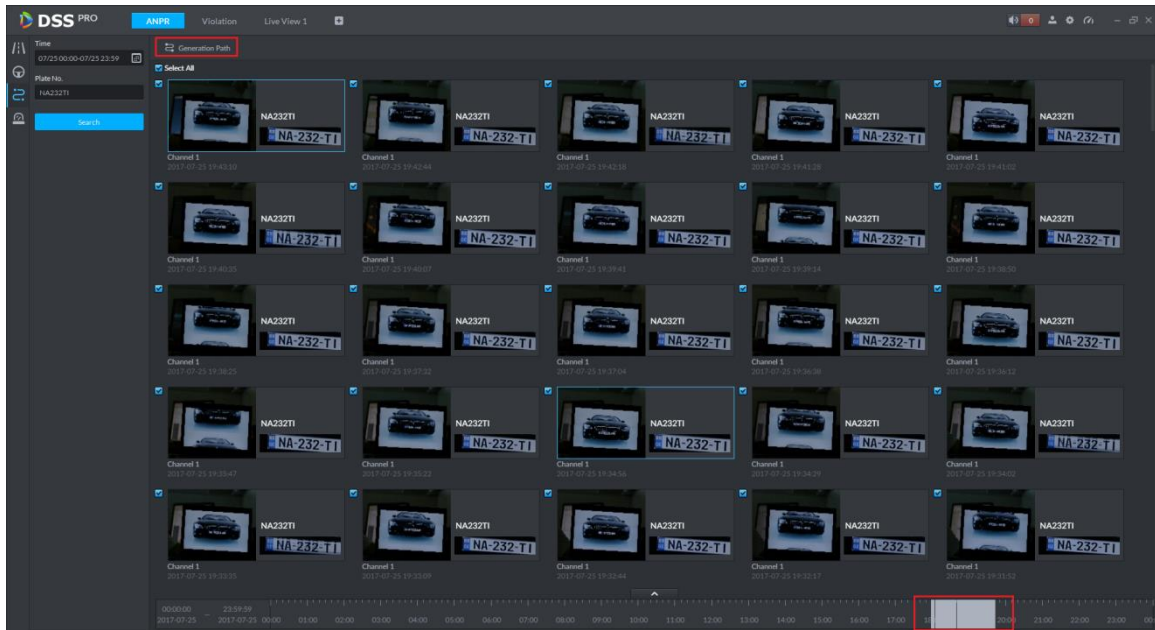 DSS PRO
ANPR
Violation
Live View 1
0
Time
07/25 00:00-07/25 23:59
Plate No.
NA232TI
Search
Generation Path
Select All
NA232TI NA232TI NA232TI NA232TI NA232TI
NA-232-TI NA-232-TI NA-232-TI NA-232-TI NA-232-TI
Channel 1 Channel 1 Channel 1 Channel 1 Channel 1
2017-07-25 19:42:44 2017-07-25 19:41:28 2017-07-25 19:41:02
NA232TI NA232TI NA232TI NA232TI NA232TI
NA-232-TI NA-232-TI NA-232-TI NA-232-TI NA-232-TI
Channel 1 Channel 1 Channel 1 Channel 1 Channel 1
2017-07-25 19:40:35 2017-07-25 19:40:07 2017-07-25 19:39:41 2017-07-25 19:39:14 2017-07-25 19:38:50
NA232TI NA232TI NA232TI NA232TI NA232TI
NA-232-TI NA-232-TI NA-232-TI NA-232-TI NA-232-TI
Channel 1 Channel 1 Channel 1 Channel 1 Channel 1
2017-07-25 19:38:25 2017-07-25 19:37:32 2017-07-25 19:37:04 2017-07-25 19:36:38 2017-07-25 19:36:12
NA232TI NA232TI NA232TI NA232TI NA232TI
NA-232-TI NA-232-TI NA-232-TI NA-232-TI NA-232-TI
Channel 1 Channel 1 Channel 1 Channel 1 Channel 1
2017-07-25 19:35:47 2017-07-25 19:35:22 2017-07-25 19:34:56 2017-07-25 19:34:29 2017-07-25 19:34:02
NA232TI NA232TI NA232TI NA232TI NA232TI
NA-232-TI NA-232-TI NA-232-TI NA-232-TI NA-232-TI
Channel 1 Channel 1 Channel 1 Channel 1 Channel 1
2017-07-25 19:33:35 2017-07-25 19:33:09 2017-07-25 19:32:44 2017-07-25 19:32:17 2017-07-25 19:31:52
00:00:00 - 23:59:59
2017-07-25 2017-07-25 00:00 01:00 02:00 03:00 04:00 05:00 06:00 07:00 08:00 09:00 10:00 11:00 12:00 13:00 14:00 15:00 16:00 17:00 20:00 21:00 22:00 23:00